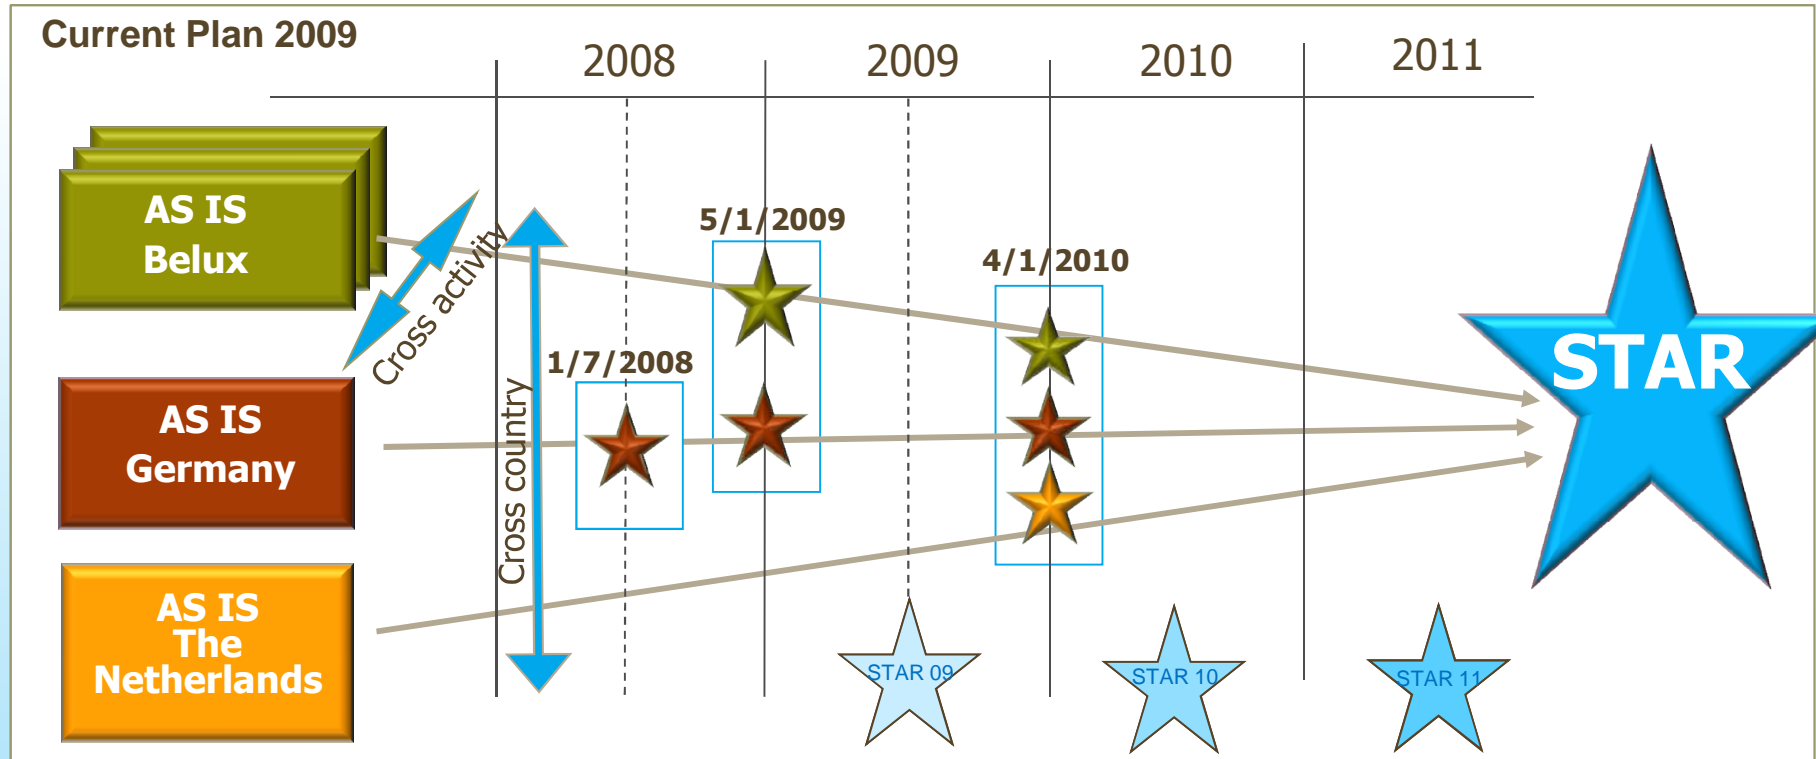 Current Plan 2009
2008
2009
2010
2011
AS IS
Belux
Cross activity
5/1/2009
4/1/2010
1/7/2008
STAR
AS IS
Germany
Cross country
AS IS
The
Netherlands
STAR 09
STAR 10
STAR 11